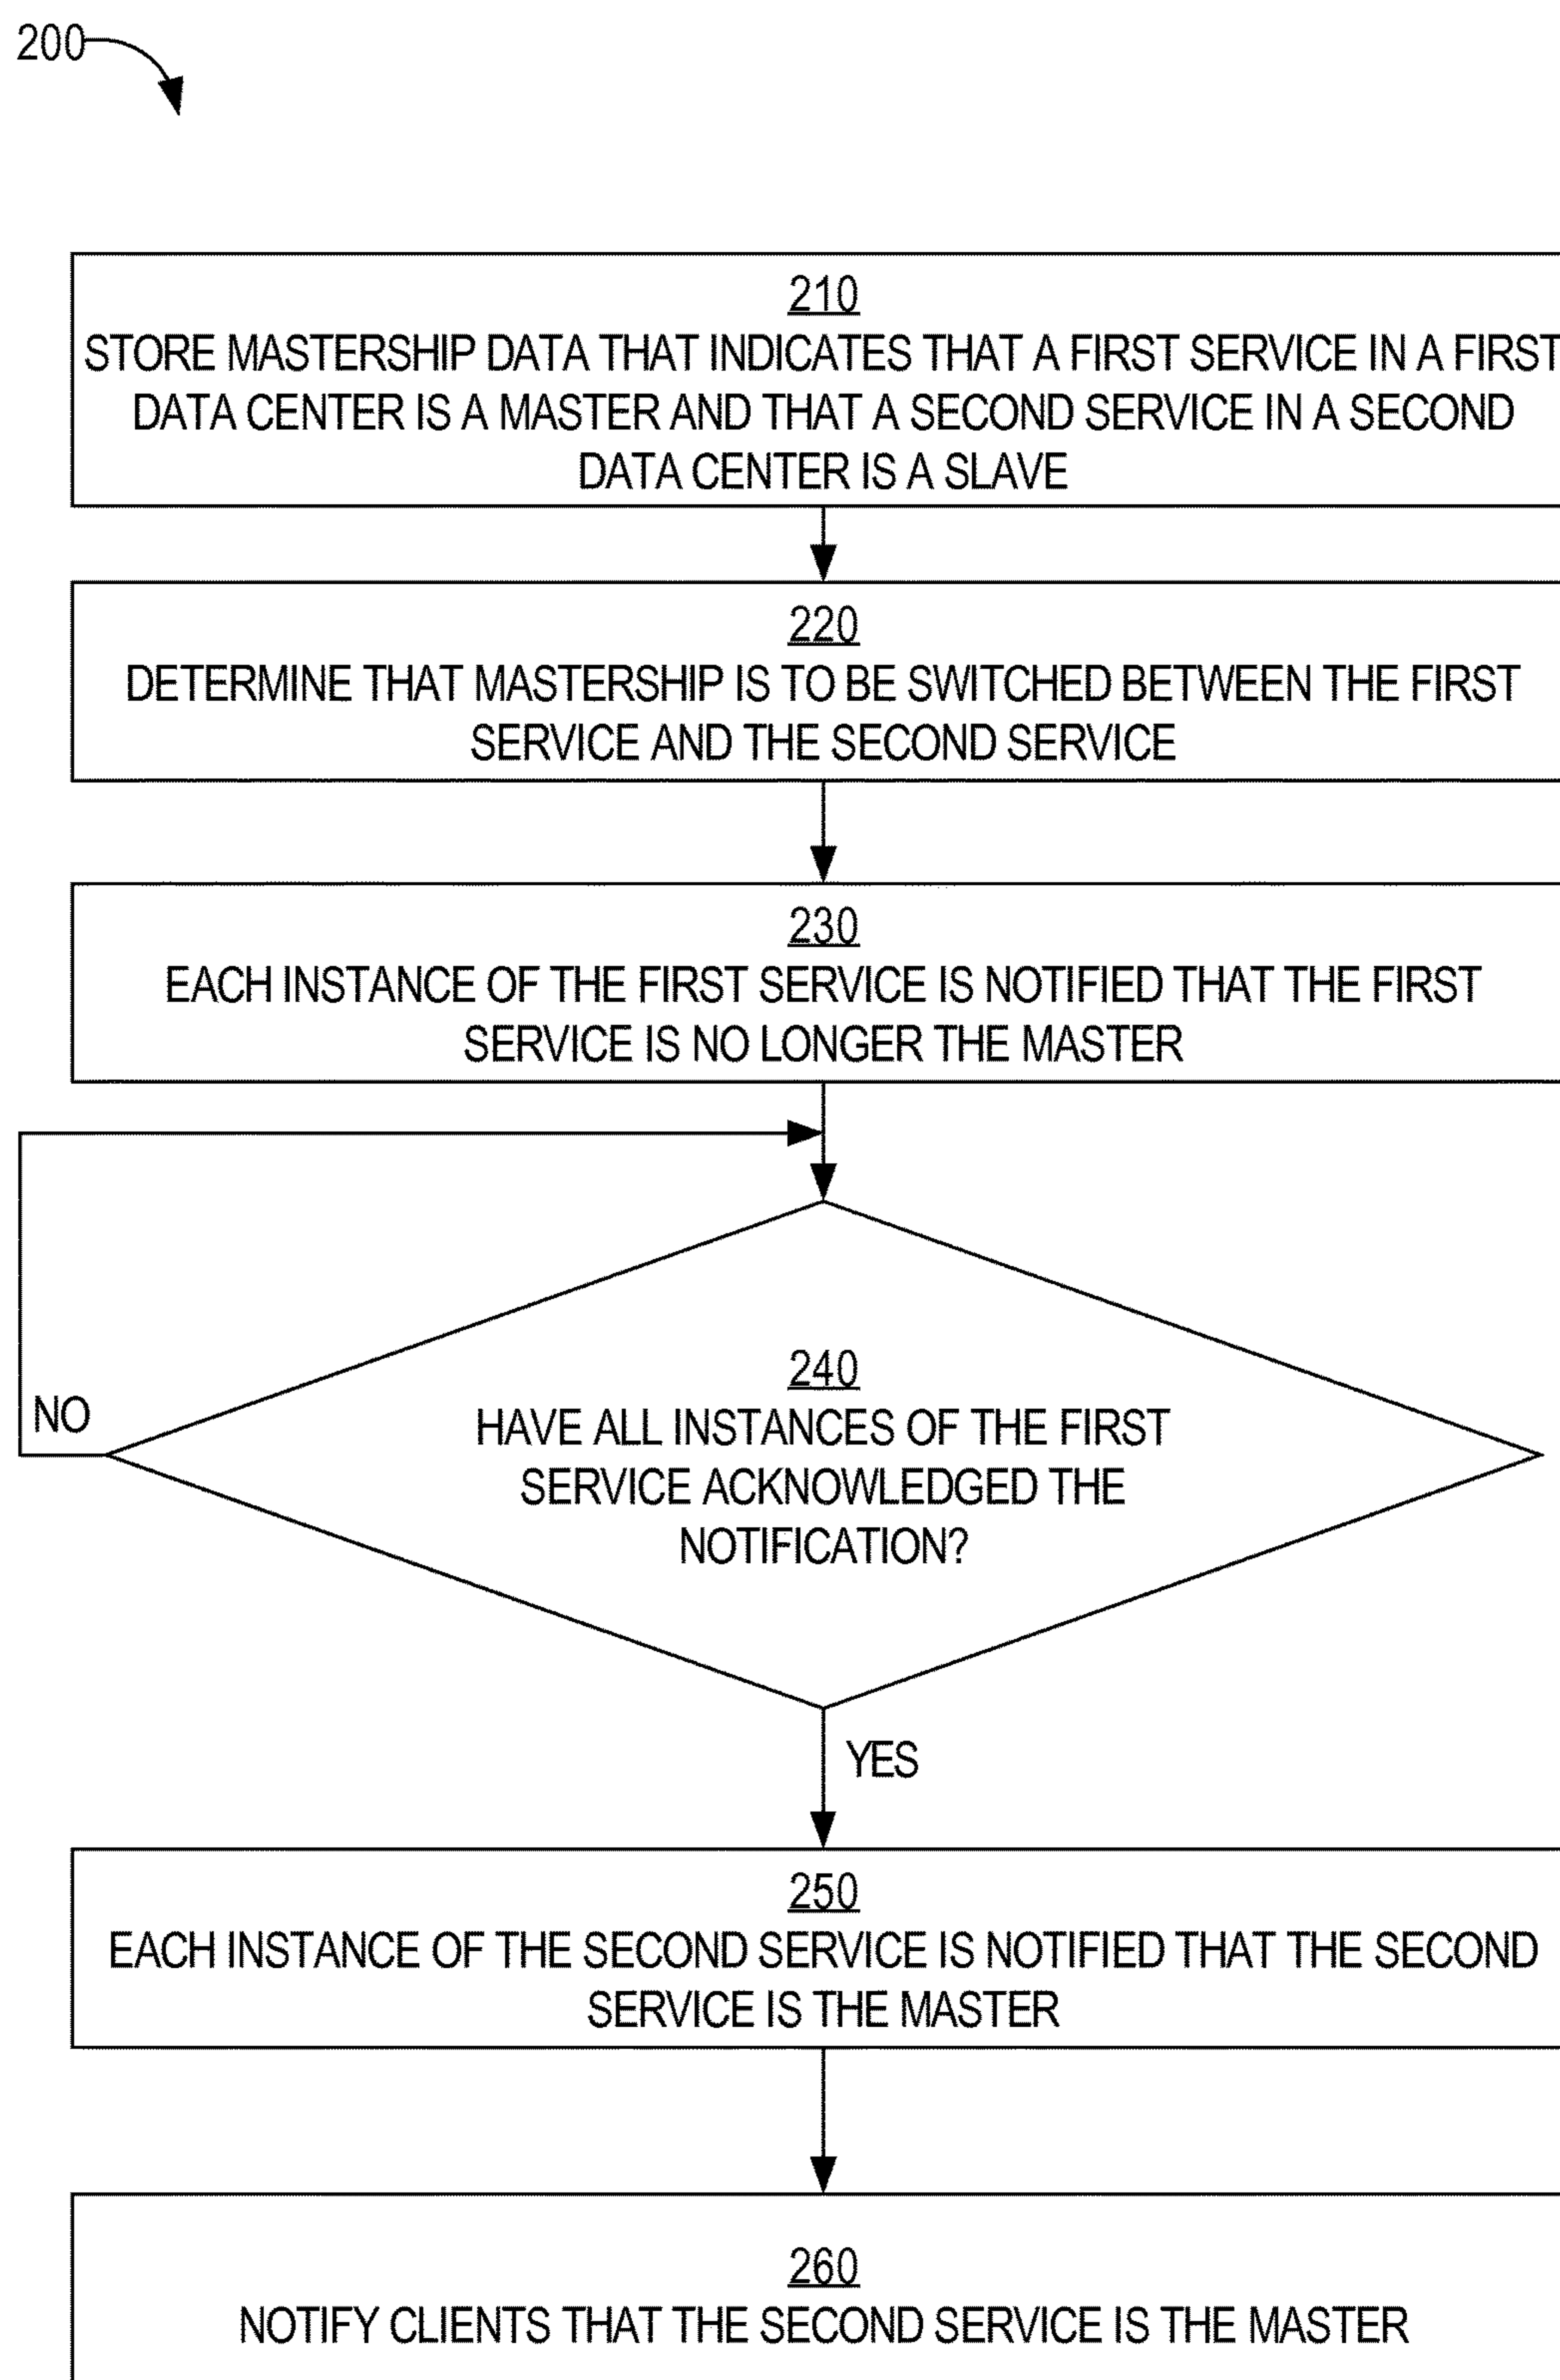 200
210
STORE MASTERSHIP DATA THAT INDICATES THAT A FIRST SERVICE IN A FIRST
DATA CENTER IS A MASTER AND THAT A SECOND SERVICE IN A SECOND
DATA CENTER IS A SLAVE
220
DETERMINE THAT MASTERSHIP IS TO BE SWITCHED BETWEEN THE FIRST
SERVICE AND THE SECOND SERVICE
230
EACH INSTANCE OF THE FIRST SERVICE IS NOTIFIED THAT THE FIRST
SERVICE IS NO LONGER THE MASTER
240
HAVE ALL INSTANCES OF THE FIRST
SERVICE ACKNOWLEDGED THE
NOTIFICATION?
NO
YES
250
EACH INSTANCE OF THE SECOND SERVICE IS NOTIFIED THAT THE SECOND
SERVICE IS THE MASTER
260
NOTIFY CLIENTS THAT THE SECOND SERVICE IS THE MASTER